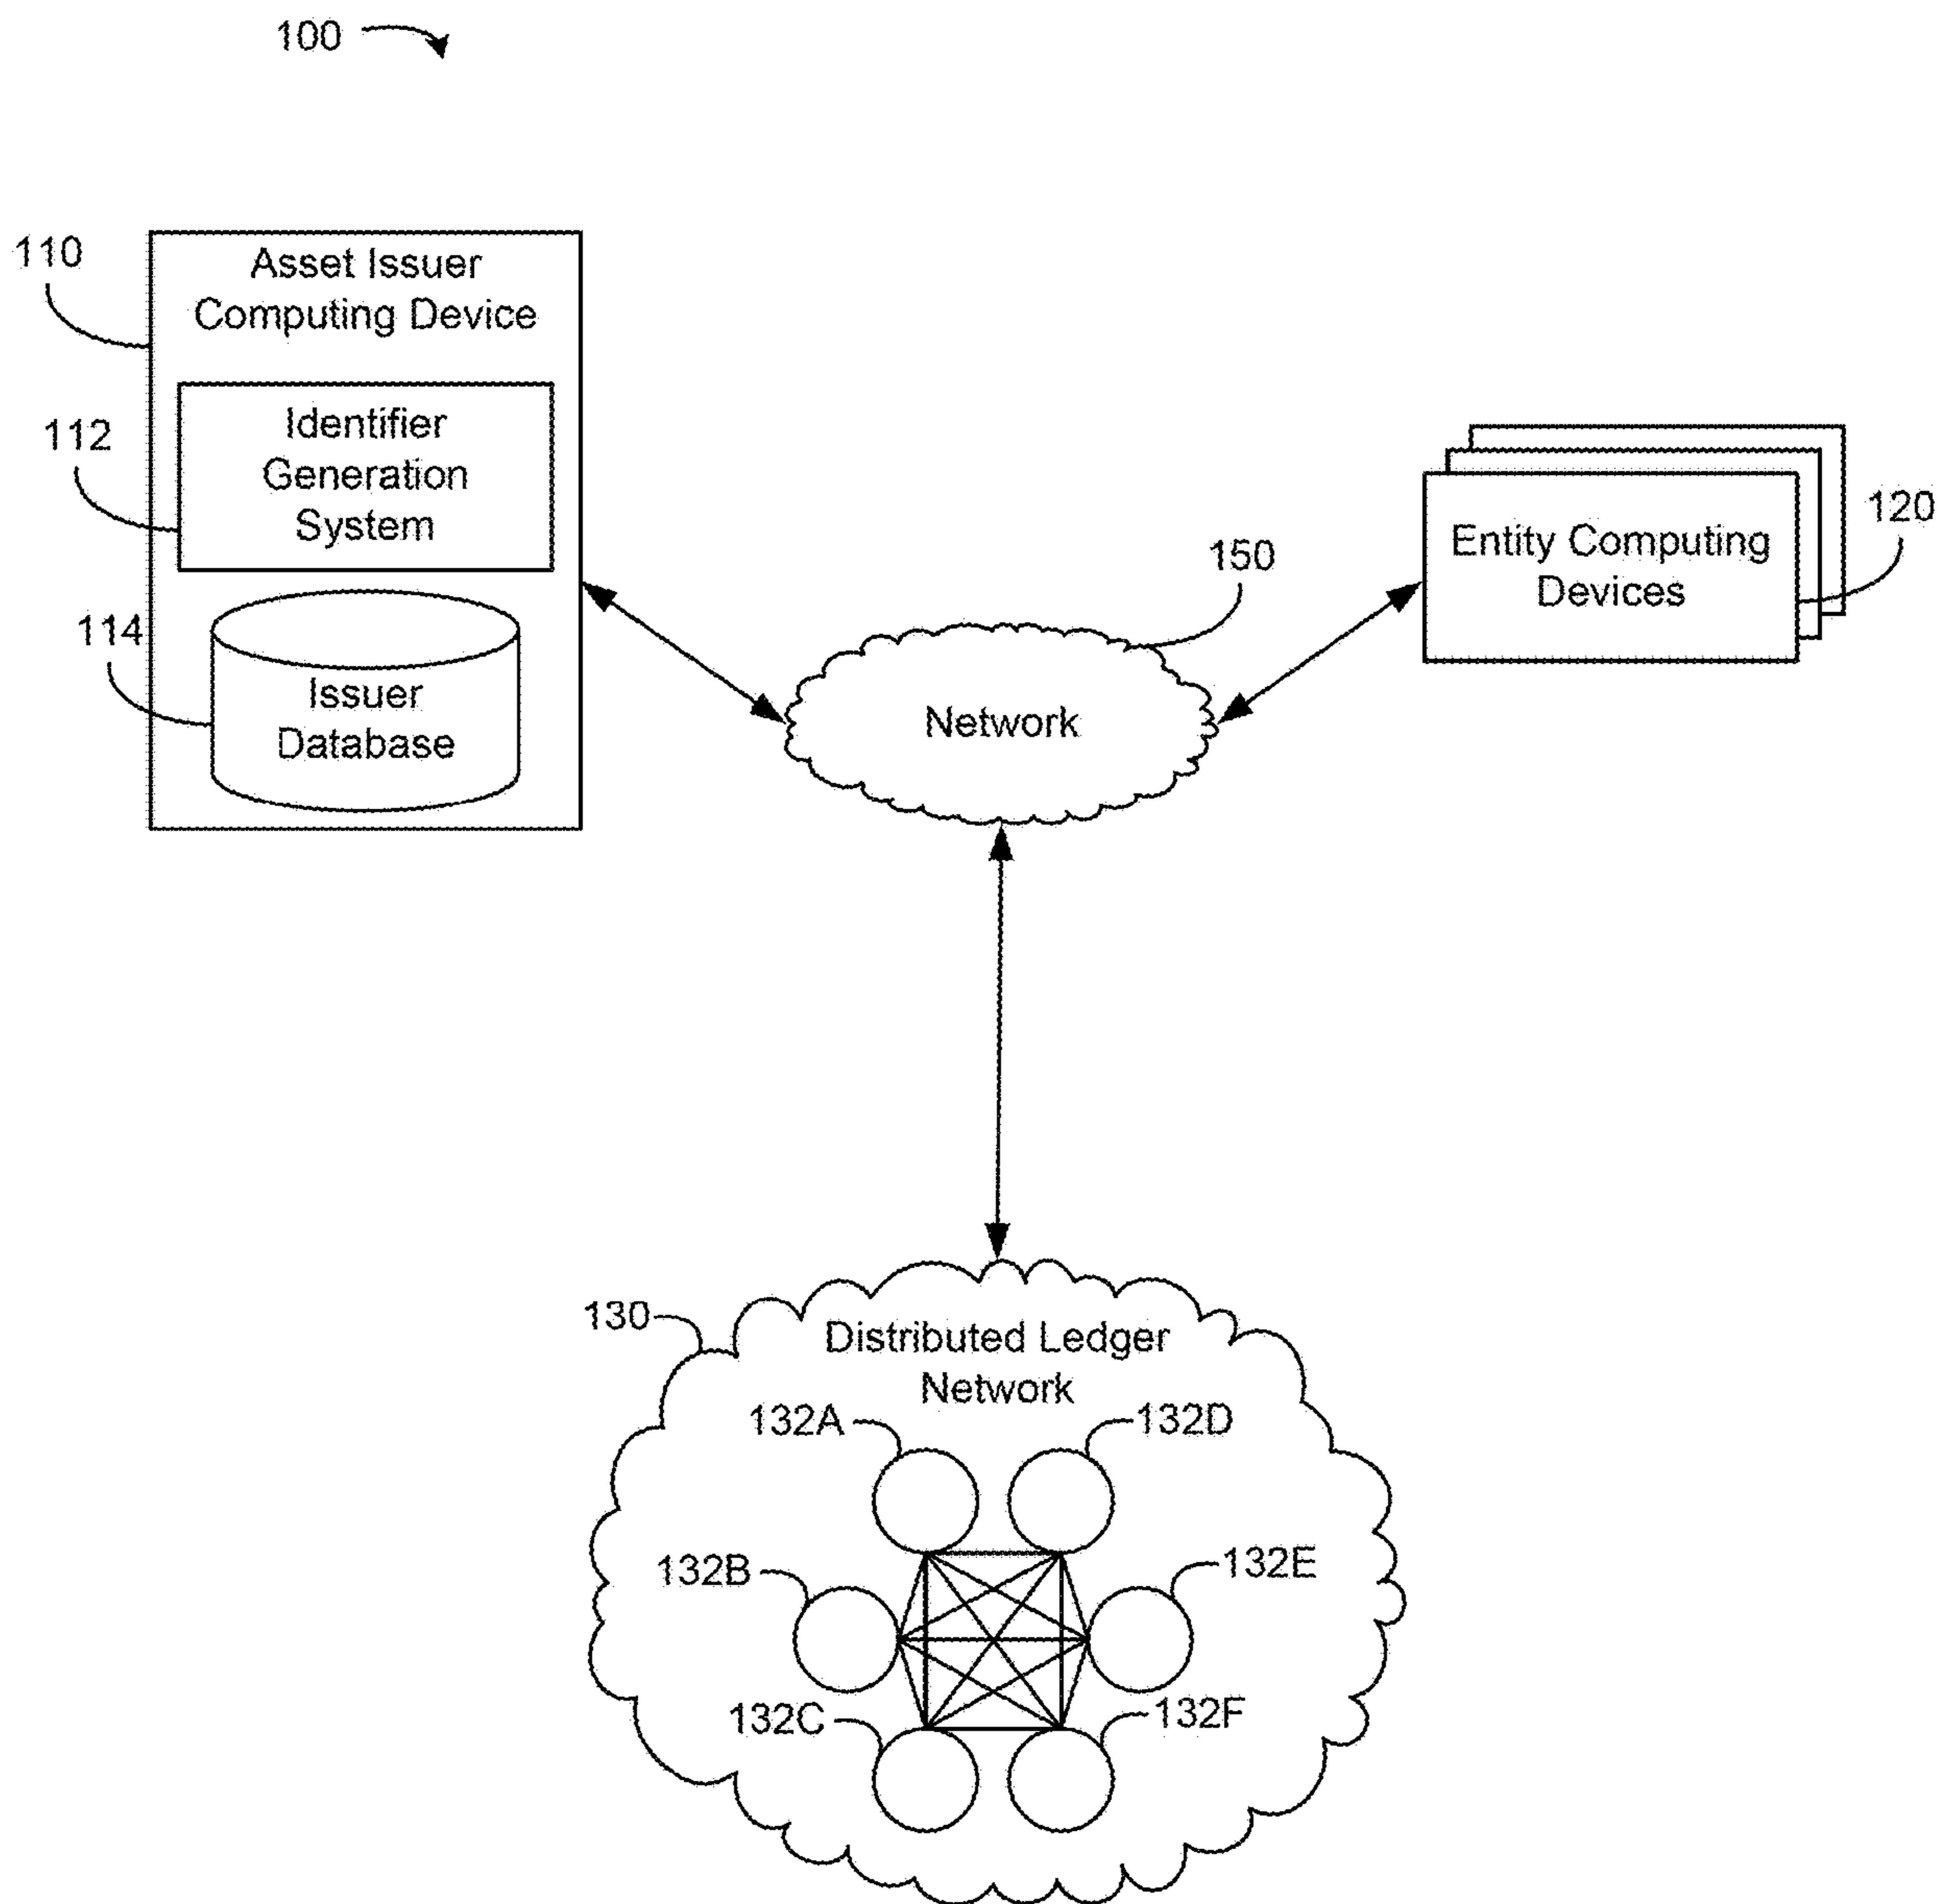 100
110
Asset Issuer
Computing Device
112
Identifier
Generation
System
114
Issuer
Database
150
Network
120
Entity Computing
Devices
130
Distributed Ledger
Network
132A
132D
132B
132E
132C
132F